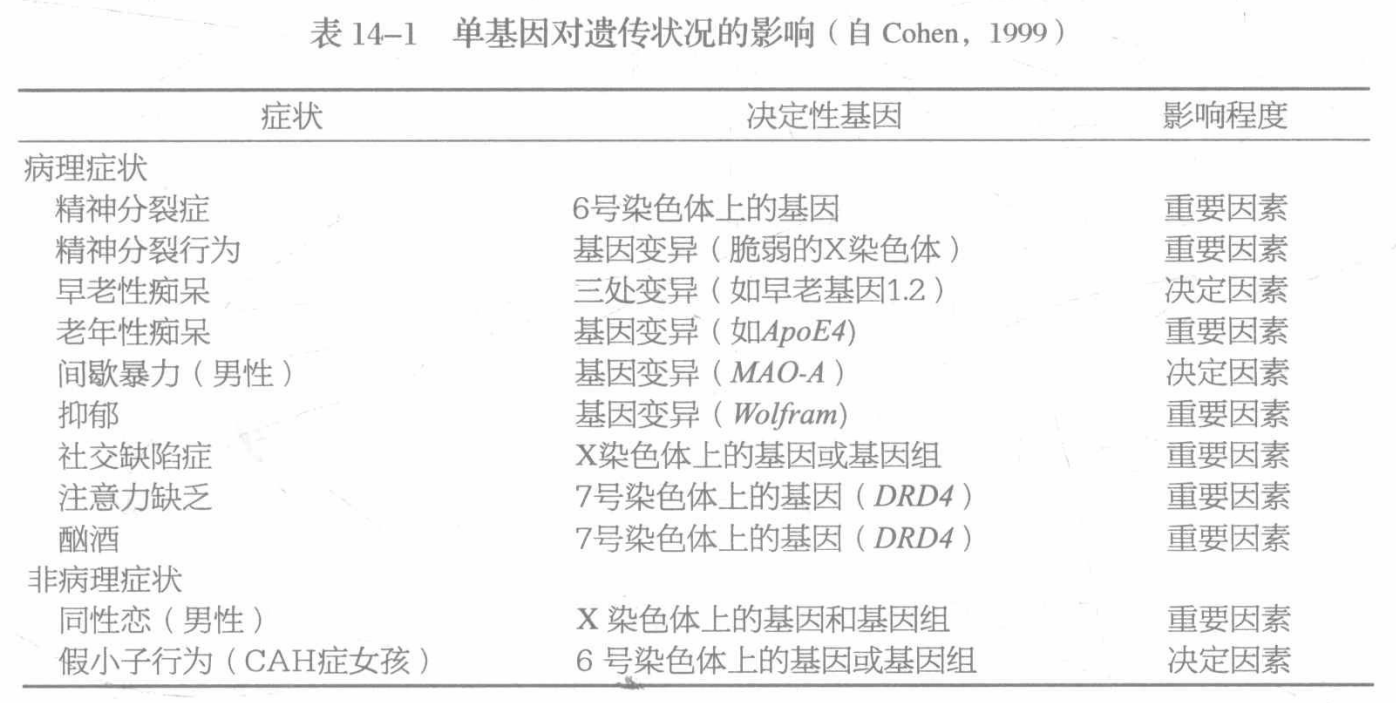 表 14–1 单基因对遗传状况的影响（自 Cohen, 1999）
症状 决定性基因 影响程度
病理症状
精神分裂症 6号染色体上的基因 重要因素
精神分裂行为 基因变异（脆弱的X染色体） 重要因素
早老性痴呆 三处变异（如早老基因1.2） 决定因素
老年性痴呆 基因变异（如ApoE4) 重要因素
间歇暴力（男性） 基因变异（MAO-A） 决定因素
抑郁 基因变异（Wolfram) 重要因素
社交缺陷症 X染色体上的基因或基因组 重要因素
注意力缺乏 7号染色体上的基因（DRD4） 重要因素
酗酒 7号染色体上的基因（DRD4） 重要因素
非病理症状
同性恋（男性） X 染色体上的基因和基因组 重要因素
假小子行为（CAH症女孩） 6 号染色体上的基因或基因组 决定因素